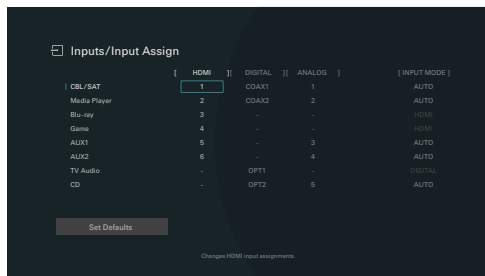 Inputs/Input Assign
[ HDMI ][ DIGITAL ][ ANALOG ] [ INPUT MODE ]
CBL/SAT 1 COAX1 1 AUTO
Media Player 2 COAX2 2 AUTO
Blu-ray 3 - - HDMI
Game 4 - - HDMI
AUX1 5 - 3 AUTO
AUX2 6 - 4 AUTO
TV Audio - OPT1 - DIGITAL
CD - OPT2 5 AUTO
Set Defaults
Changes HDMI input assignments.